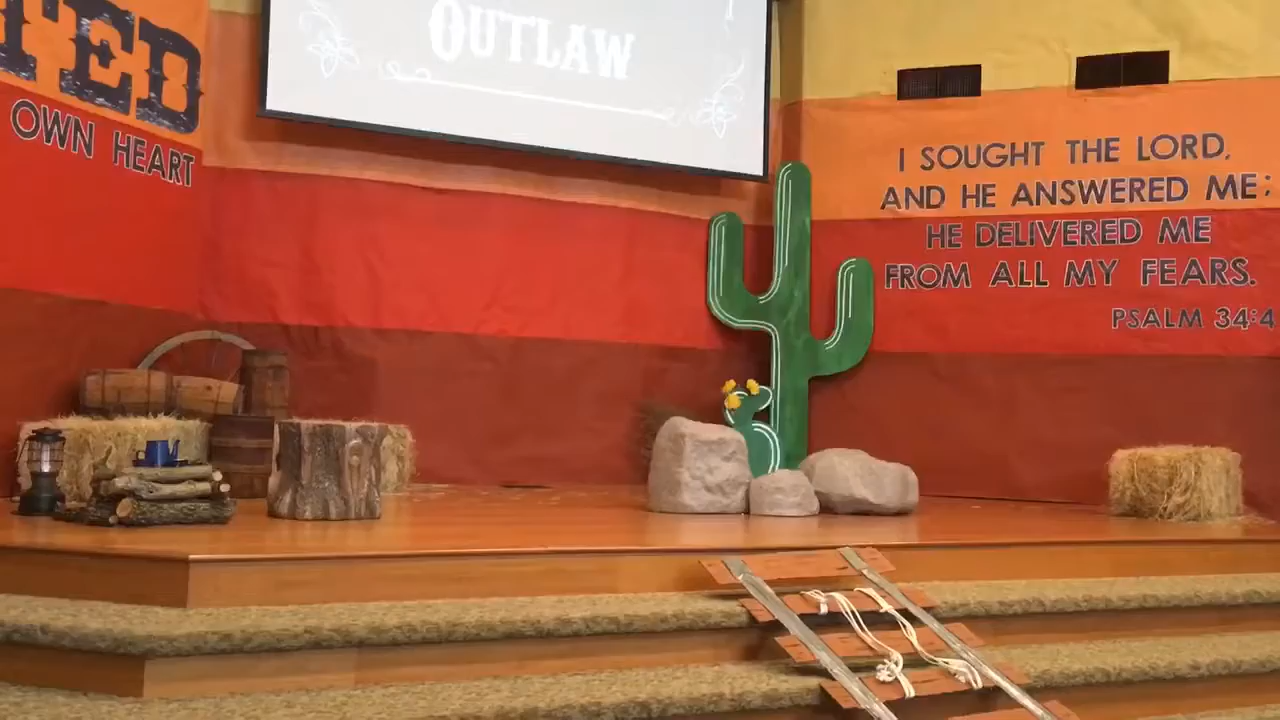 TED
OWN HEART
OUTLAW
I SOUGHT THE LORD,
AND HE ANSWERED ME;
HE DELIVERED ME
FROM ALL MY FEARS.
PSALM 34:4